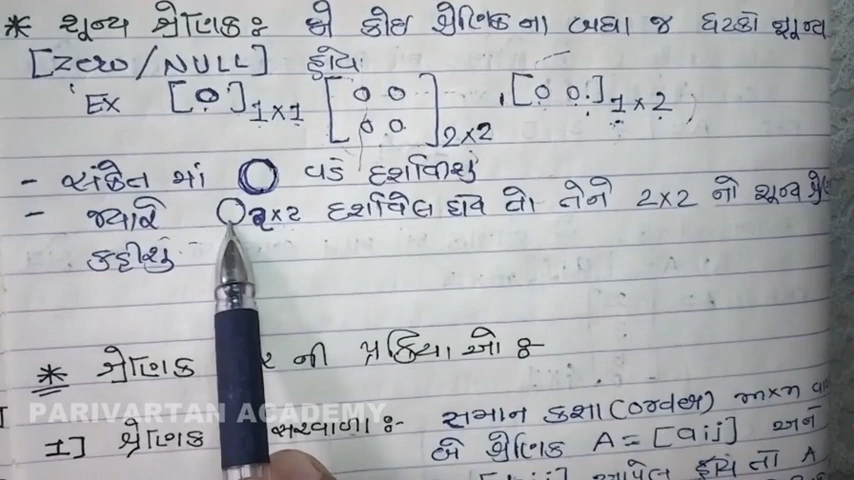 * શૂન્ય શ્રેણિક : જો કોઇ શ્રેણિક ના બધા જ ઘટકો શૂન્ય
[Zero/NULL] હોય
Ex [0]1×1 [0 0 0 0]2×2 , [0 0]1×2
- સંકેત માં O વડે દર્શાવિશું
- જ્યારે O2×2 દર્શાવેલ હોય તો તેને 2×2 નો શૂન્ય
કહીશું
* શ્રેણિક ની પ્રક્રિયા ઓ :
PARIVARTAN ACADEMY
1] શ્રેણિક સરવાળા :- સમાન કક્ષા (order) m×n
બે શ્રેણિક A = [aij] અને
આપેલ હોય તો A